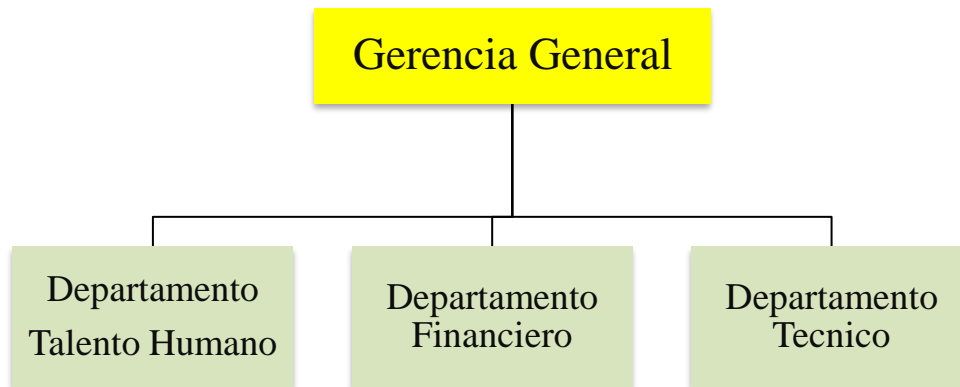 Gerencia General
Departamento
Talento Humano
Departamento
Financiero
Departamento
Tecnico